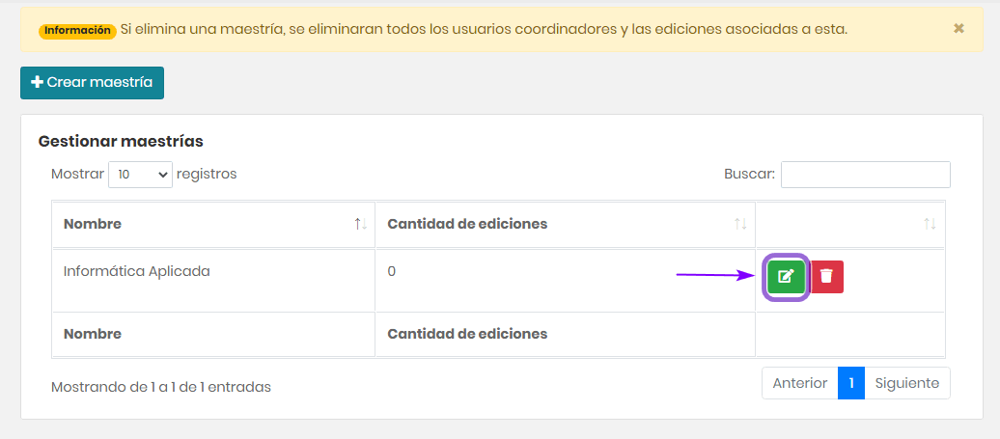 Información Si elimina una maestría, se eliminaran todos los usuarios coordinadores y las ediciones asociadas a esta. ×
Crear maestría
Gestionar maestrías
Mostrar 10 registros Buscar:
Nombre Cantidad de ediciones
Informática Aplicada 0
Nombre Cantidad de ediciones
Mostrando de 1 a 1 de 1 entradas
Anterior 1 Siguiente